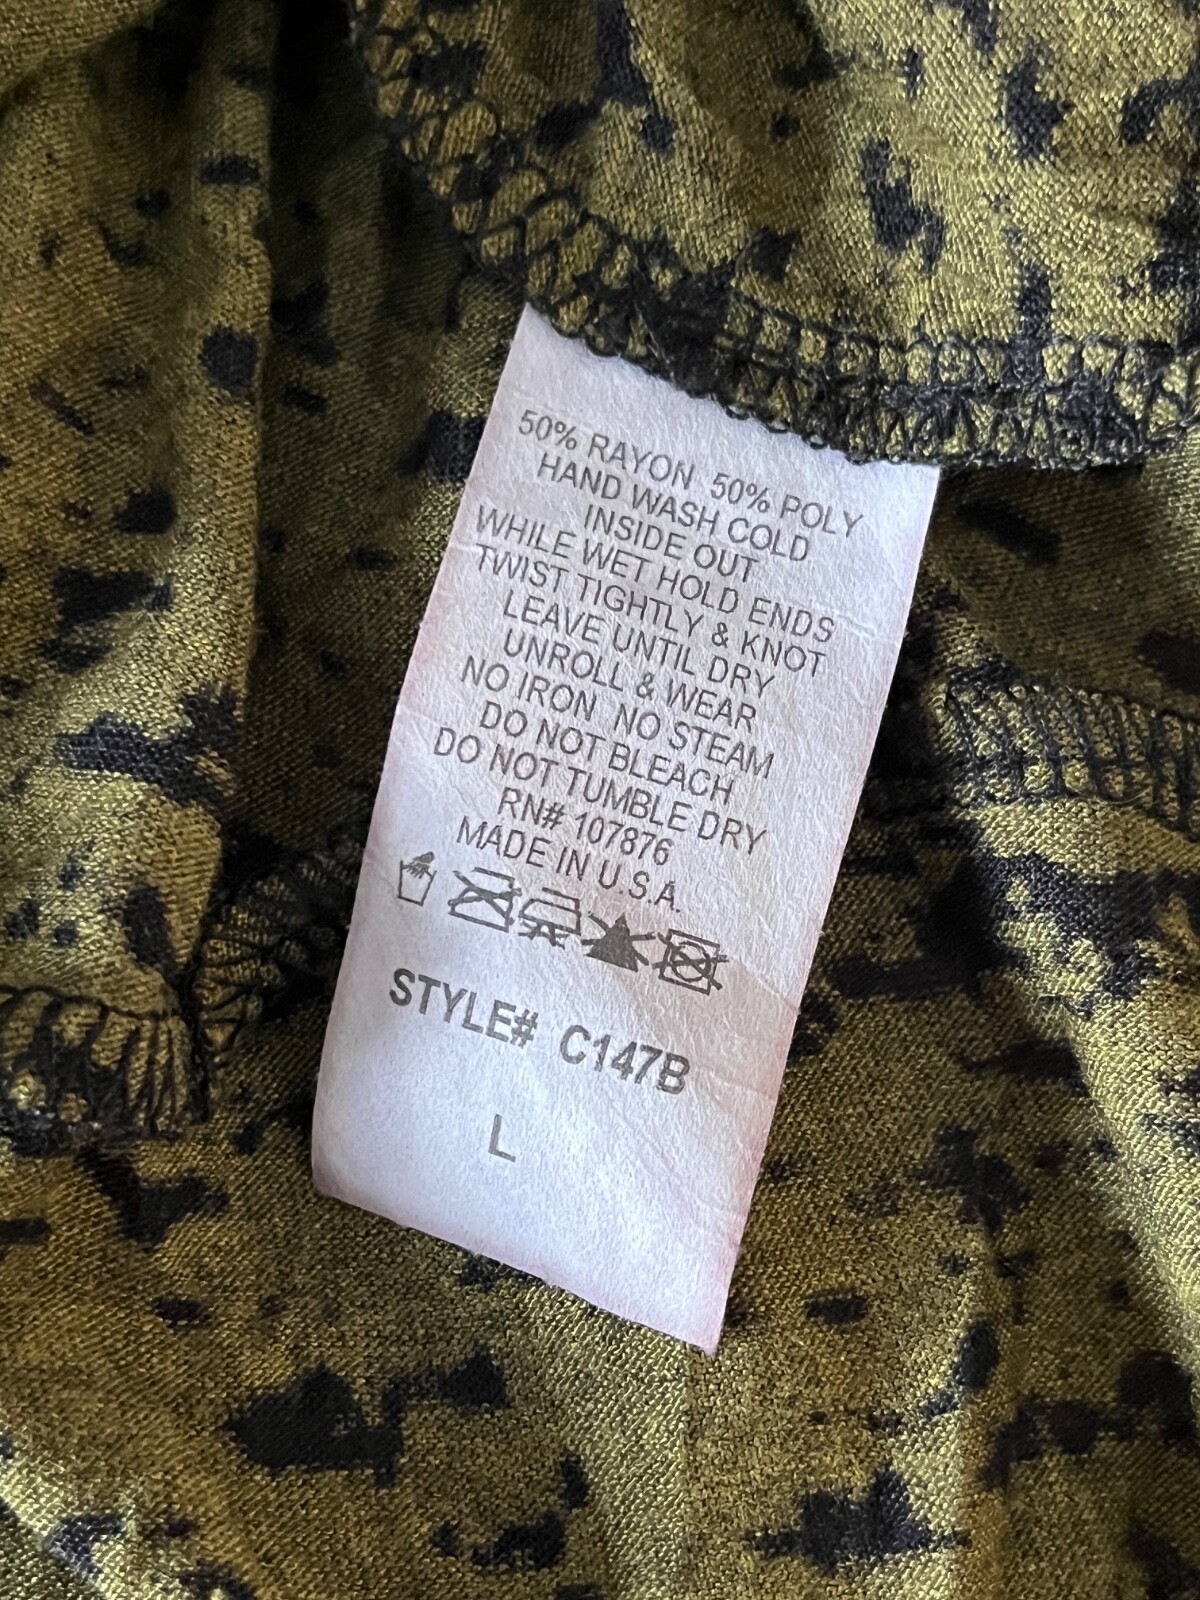 50% RAYON 50% POLY
HAND WASH COLD
INSIDE OUT
WHILE WET HOLD ENDS
TWIST TIGHTLY & KNOT
LEAVE UNTIL DRY
UNROLL & WEAR
NO IRON NO STEAM
DO NOT BLEACH
DO NOT TUMBLE DRY
RN# 107876
MADE IN U.S.A.
STYLE# C147B
L